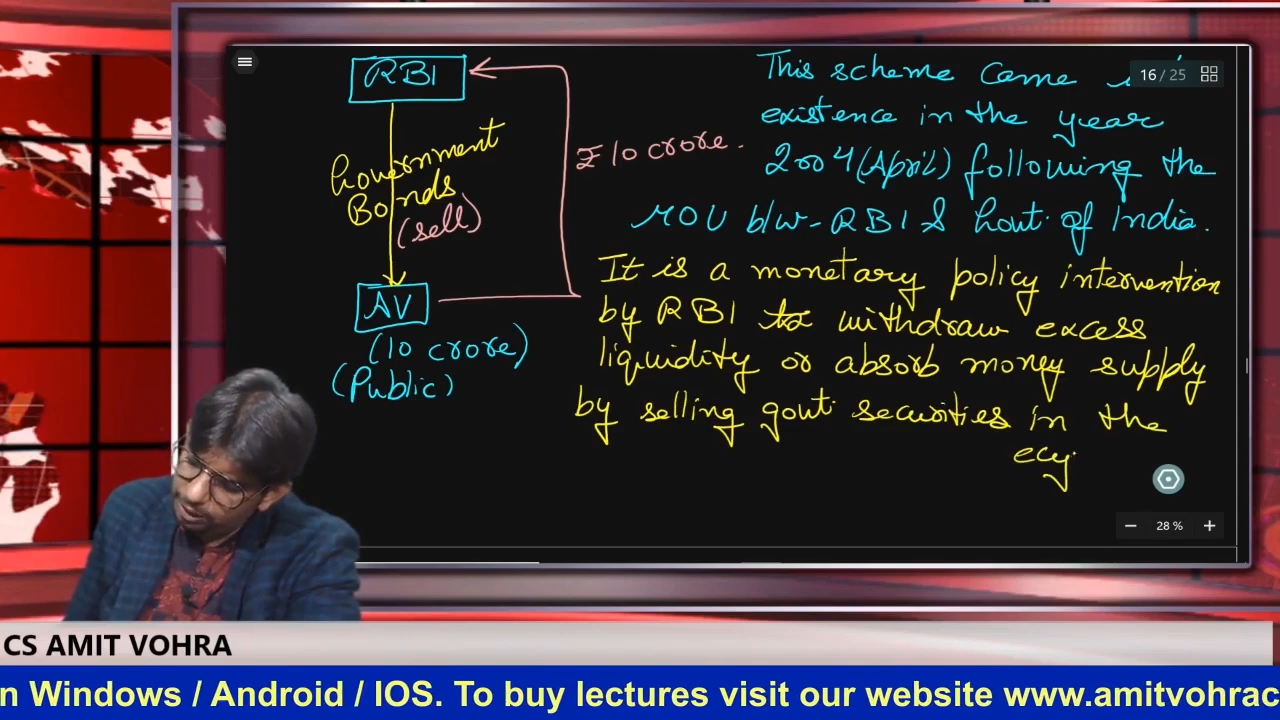 RBI
Government
Bonds
(sell)
AV
(10 crore)
(Public)
₹10 crore.
This scheme came
existence in the year
2004 (April) following the
MOU b/w- RBI & Govt. of India.
It is a monetary policy intervention
by RBI to withdraw excess
liquidity or absorb money supply
by selling govt. securities in the
ecy.
16 / 25
28 %
CS AMIT VOHRA
n Windows / Android / IOS. To buy lectures visit our website www.amitvohrac